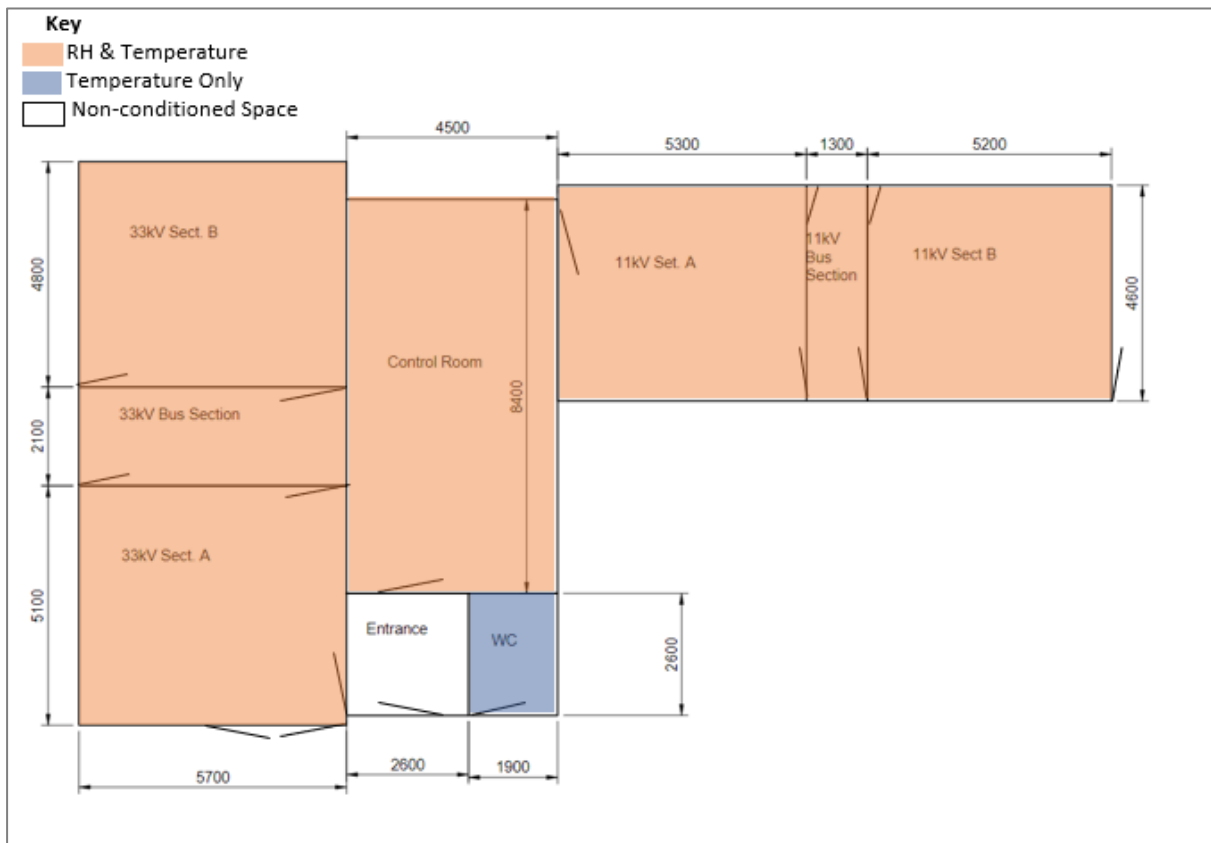 Key
RH & Temperature
Temperature Only
Non-conditioned Space
4500
5300
1300
5200
33kV Sect. B
11kV Set. A
11kV
Bus
Section
11kV Sect B
4800
4600
Control Room
8400
33kV Bus Section
2100
33kV Sect. A
5100
Entrance
WC
2600
5700
2600
1900